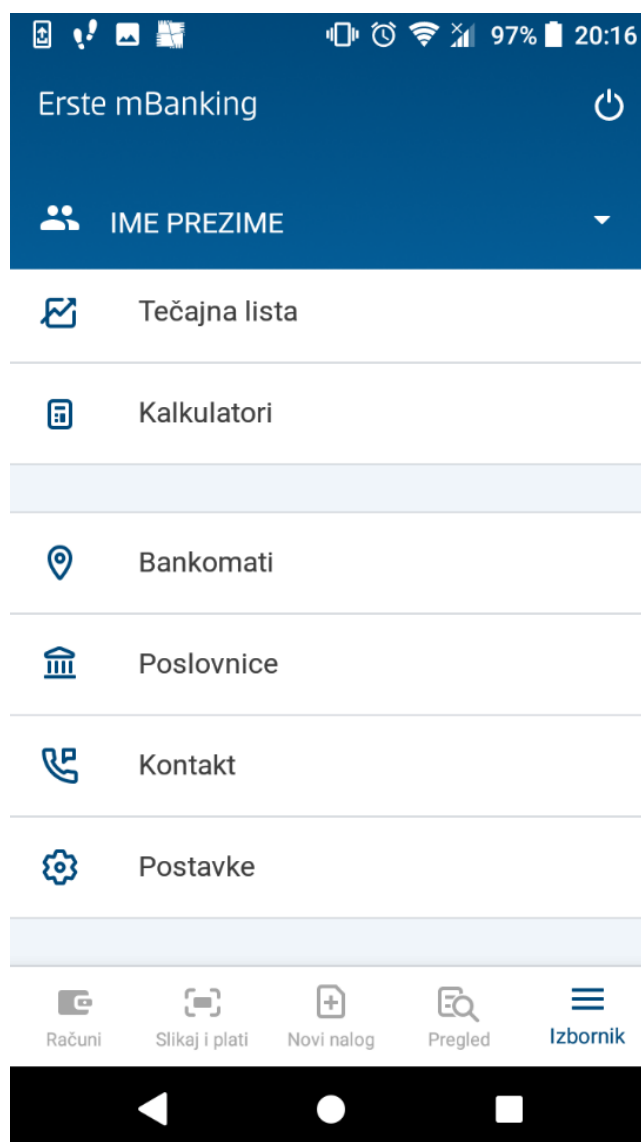 97% 20:16
Erste mBanking
IME PREZIME
Tečajna lista
Kalkulatori
Bankomati
Poslovnice
Kontakt
Postavke
Računi Slikaj i plati Novi nalog Pregled Izbornik